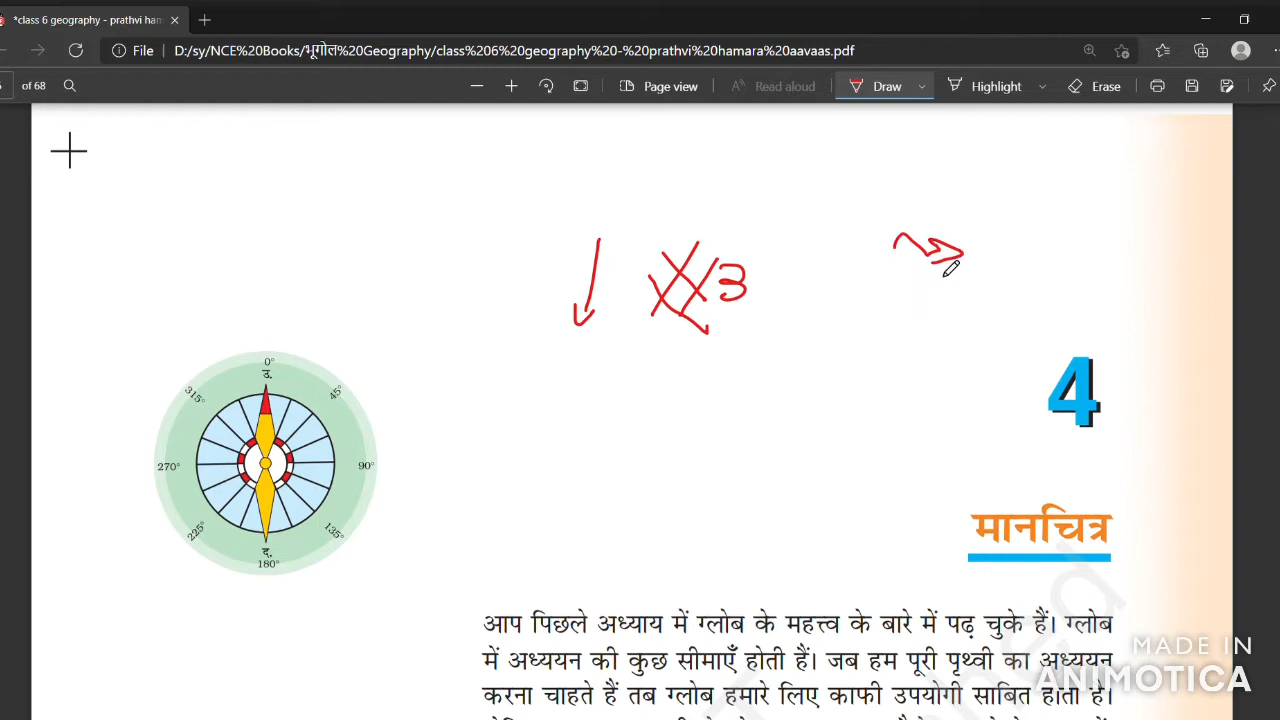 *class 6 geography - prathvi ham
File D:/sy/NCE%20Books/भूगोल%20Geography/class%206%20geography%20-%20prathvi%20hamara%20aavaas.pdf
of 68 Page view Read aloud Draw Highlight Erase
3
0°
उ.
45°
90°
135°
180°
द.
225°
270°
315°
4
मानचित्र
आप पिछले अध्याय में ग्लोब के महत्त्व के बारे में पढ़ चुके हैं। ग्लोब
में अध्ययन की कुछ सीमाएँ होती हैं। जब हम पूरी पृथ्वी का अध्ययन
करना चाहते हैं तब ग्लोब हमारे लिए काफी उपयोगी साबित होता है।
MADE IN
ANIMOTICA